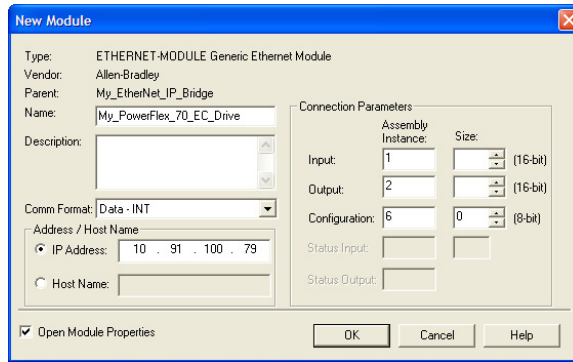 New Module
Type: ETHERNET-MODULE Generic Ethernet Module
Vendor: Allen-Bradley
Parent: My_EtherNet_IP_Bridge
Name: My_PowerFlex_70_EC_Drive
Description:
Comm Format: Data - INT
Address / Host Name
IP Address: 10 . 91 . 100 . 79
Host Name:
Connection Parameters
Assembly Instance: Size:
Input: 1 (16-bit)
Output: 2 (16-bit)
Configuration: 6 0 (8-bit)
Status Input:
Status Output:
Open Module Properties OK Cancel Help